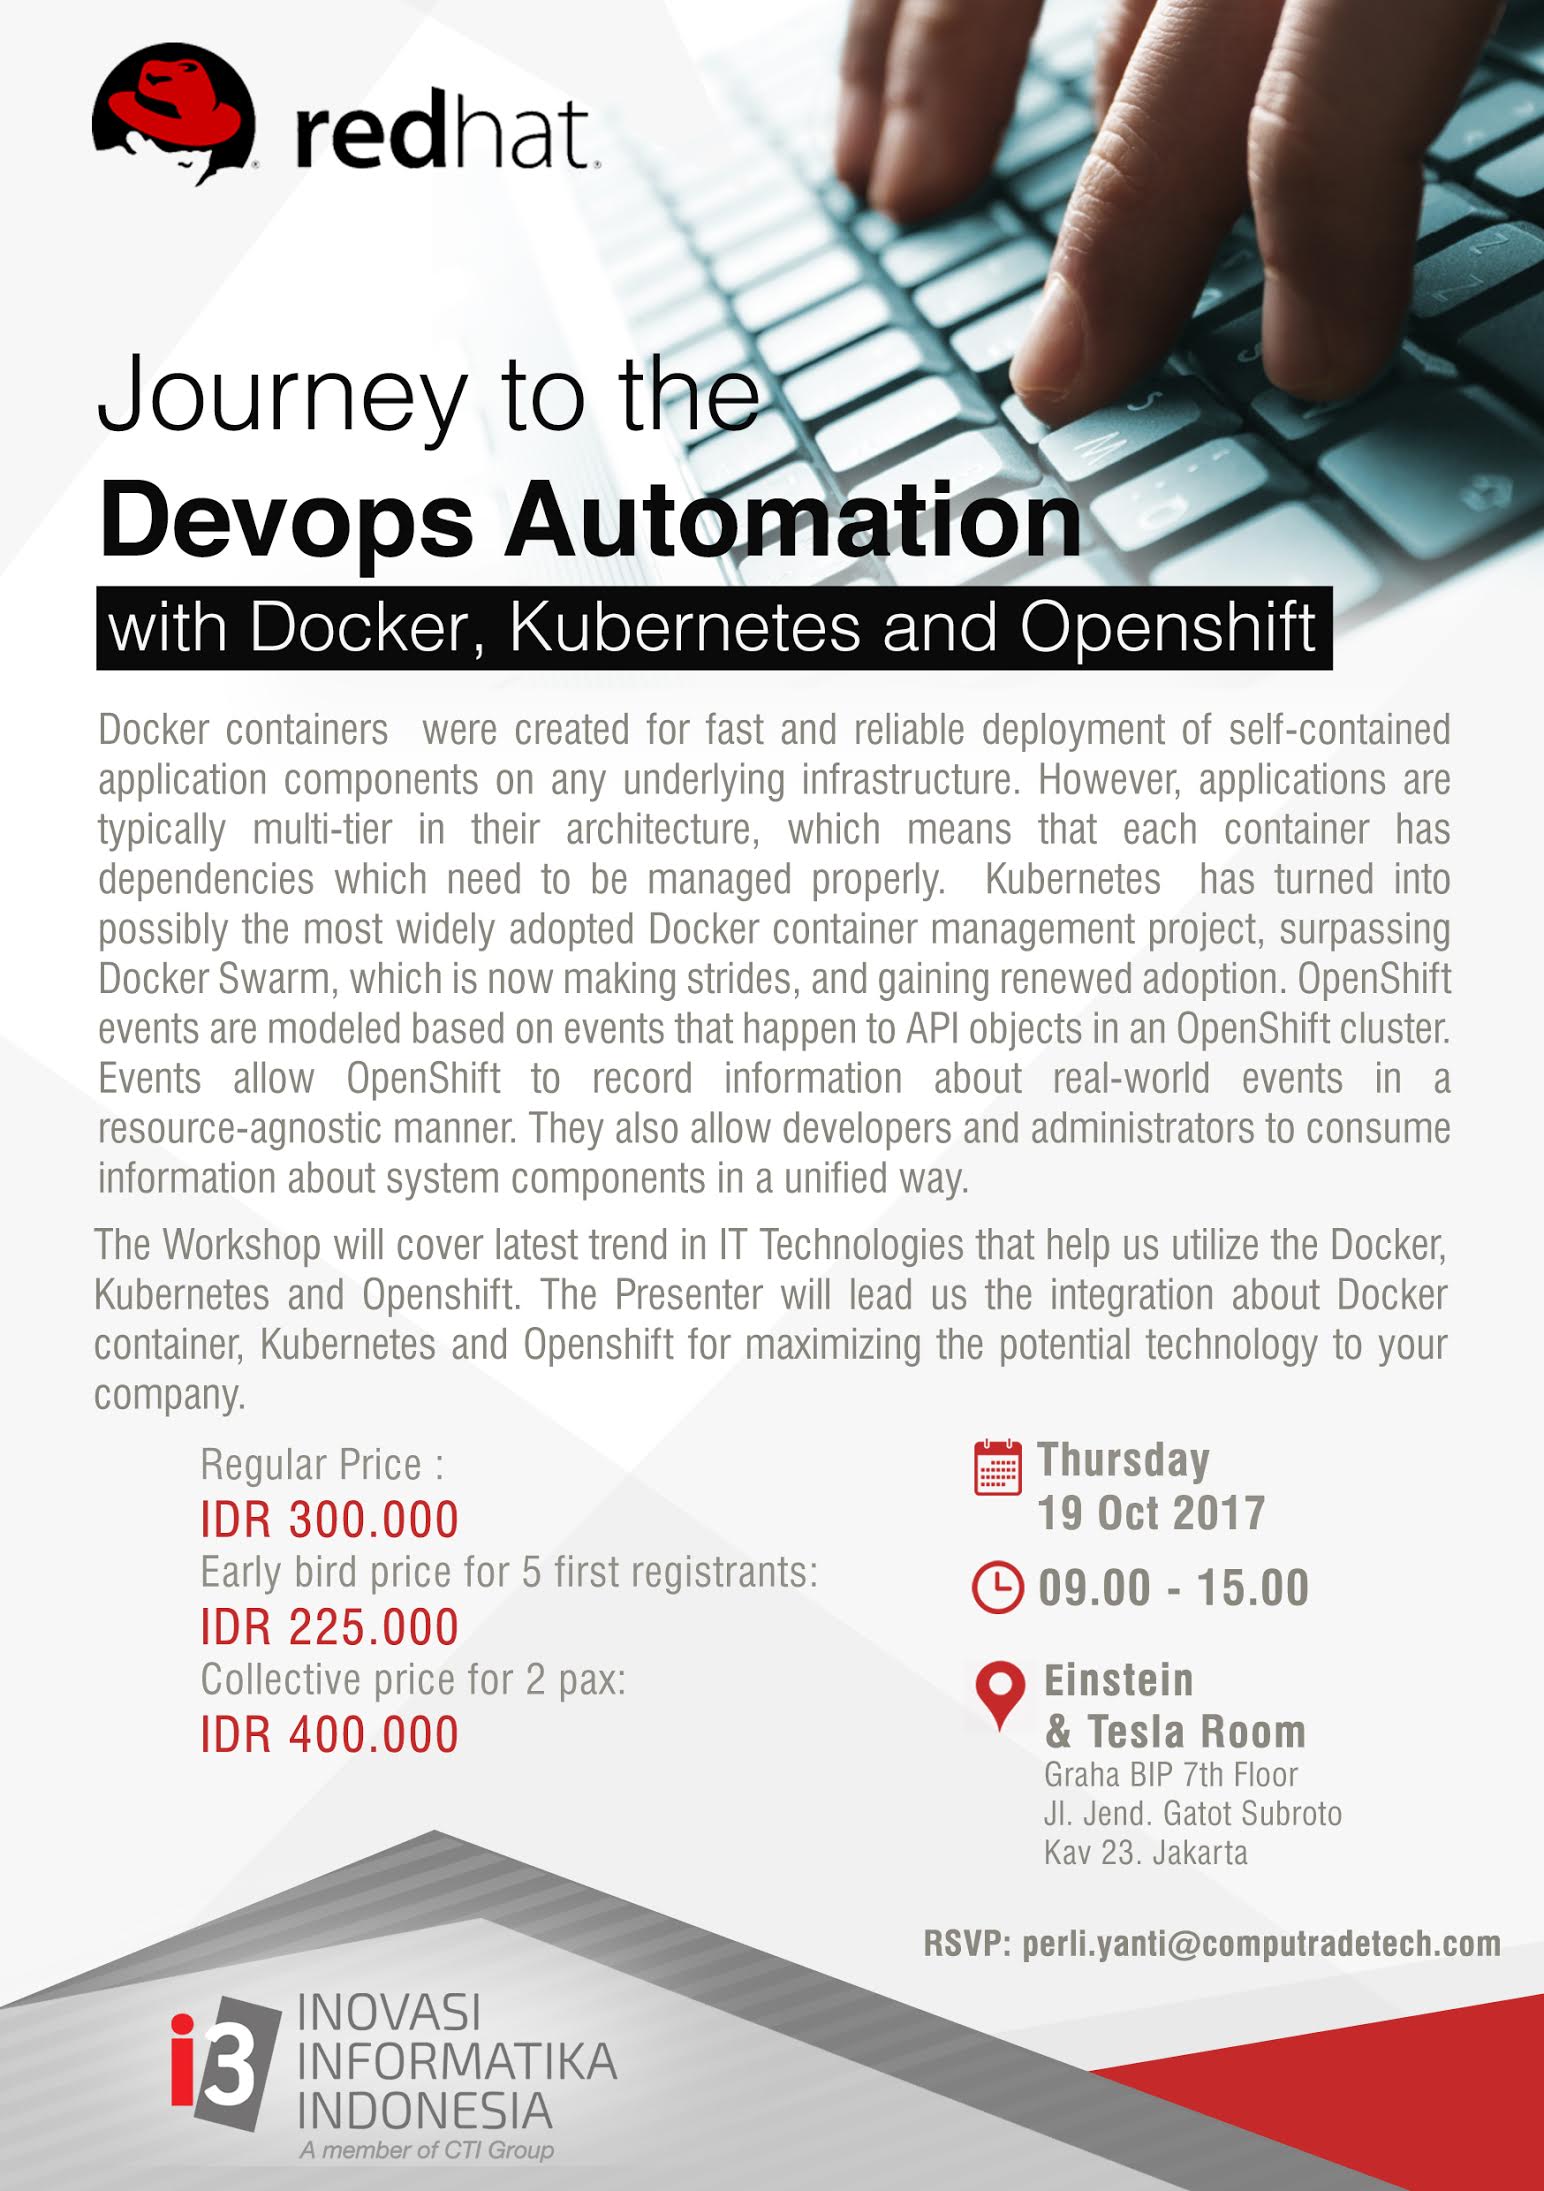 redhat
Journey to the
Devops Automation
with Docker, Kubernetes and Openshift
Docker containers were created for fast and reliable deployment of self-contained
application components on any underlying infrastructure. However, applications are
typically multi-tier in their architecture, which means that each container has
dependencies which need to be managed properly. Kubernetes has turned into
possibly the most widely adopted Docker container management project, surpassing
Docker Swarm, which is now making strides, and gaining renewed adoption. OpenShift
events are modeled based on events that happen to API objects in an OpenShift cluster.
Events allow OpenShift to record information about real-world events in a
resource-agnostic manner. They also allow developers and administrators to consume
information about system components in a unified way.
The Workshop will cover latest trend in IT Technologies that help us utilize the Docker,
Kubernetes and Openshift. The Presenter will lead us the integration about Docker
container, Kubernetes and Openshift for maximizing the potential technology to your
company.
Regular Price :
IDR 300.000
Early bird price for 5 first registrants:
IDR 225.000
Collective price for 2 pax:
IDR 400.000
Thursday
19 Oct 2017
09.00 - 15.00
Einstein
& Tesla Room
Graha BIP 7th Floor
Jl. Jend. Gatot Subroto
Kav 23. Jakarta
RSVP: perli.yanti@computradetech.com
i3
INOVASI
INFORMATIKA
INDONESIA
A member of CTI Group